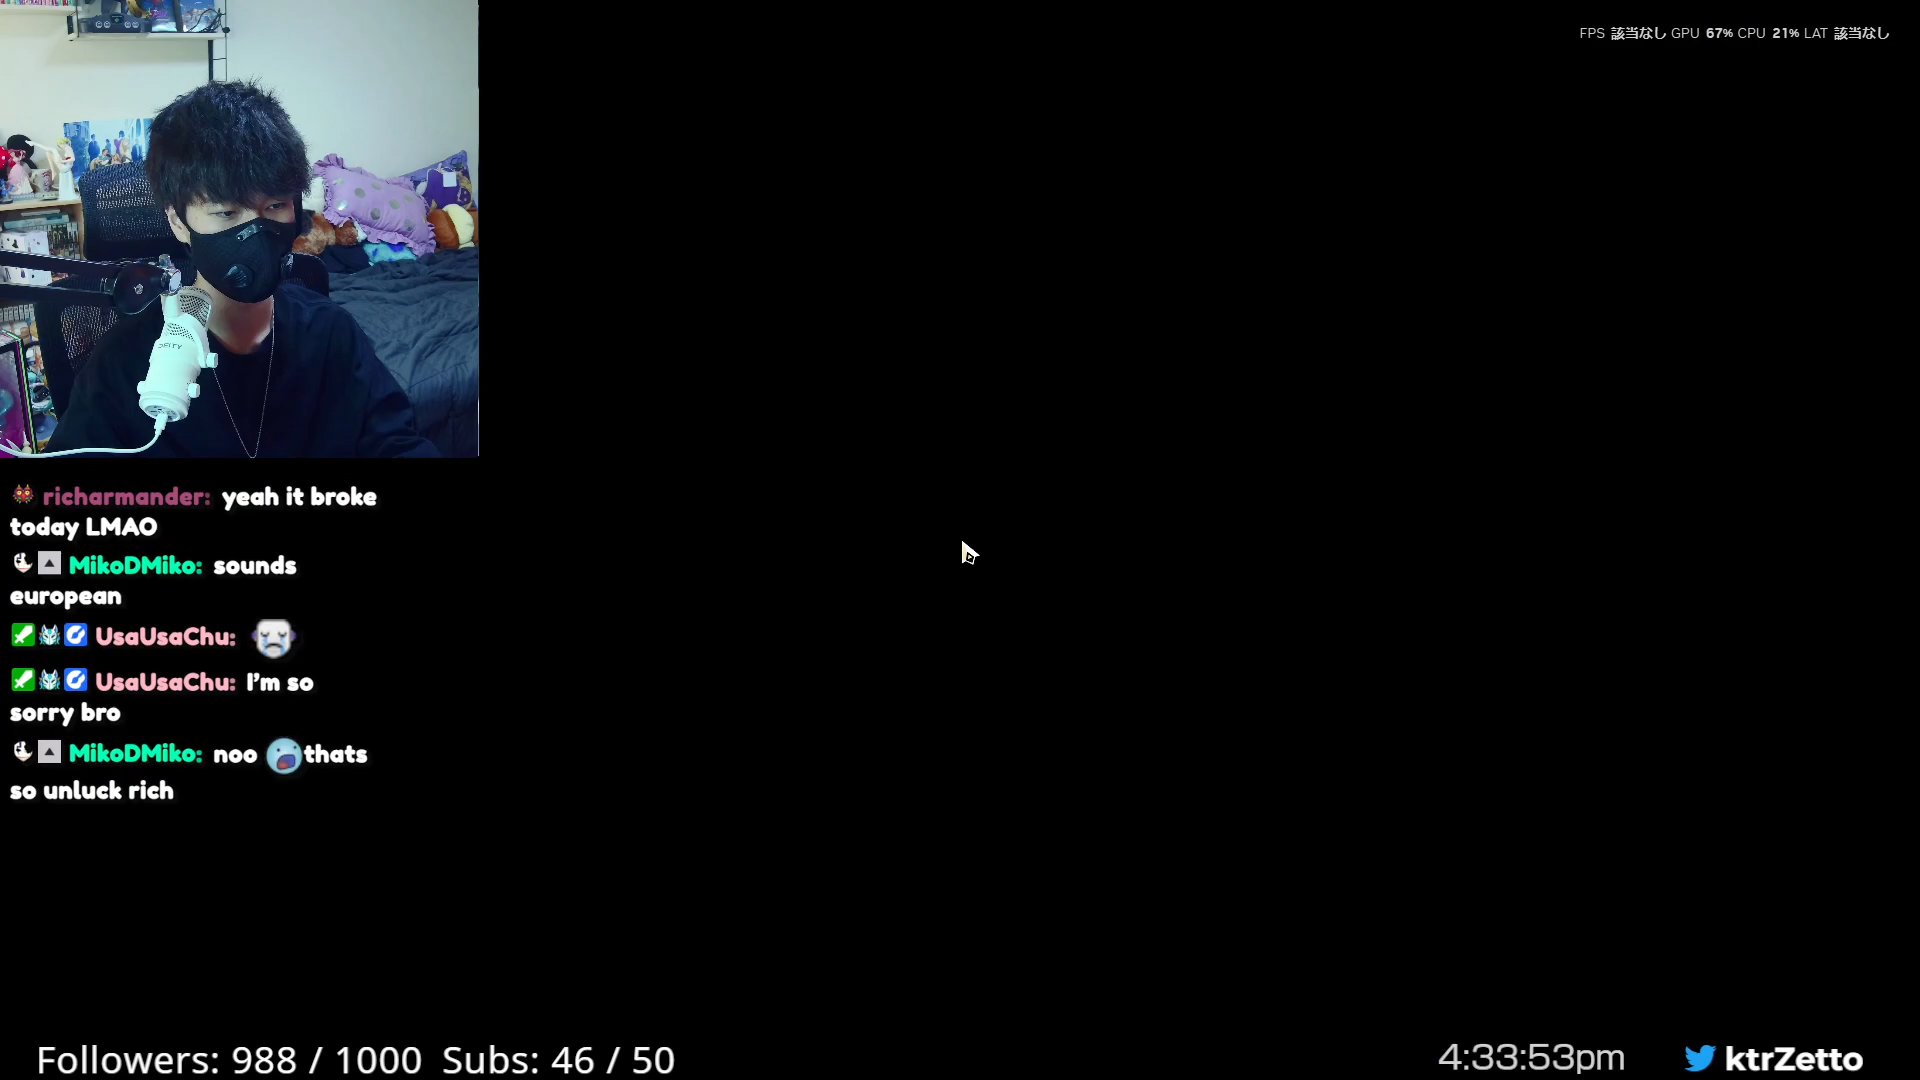 FPS 該当なし GPU 67% CPU 21% LAT 該当なし
DEITY
richarmander: yeah it broke
today LMAO
MikoDMiko: sounds
european
UsaUsaChu:
UsaUsaChu: I'm so
sorry bro
MikoDMiko: noo thats
so unluck rich
Followers: 988 / 1000 Subs: 46 / 50
4:33:53pm
ktrZetto